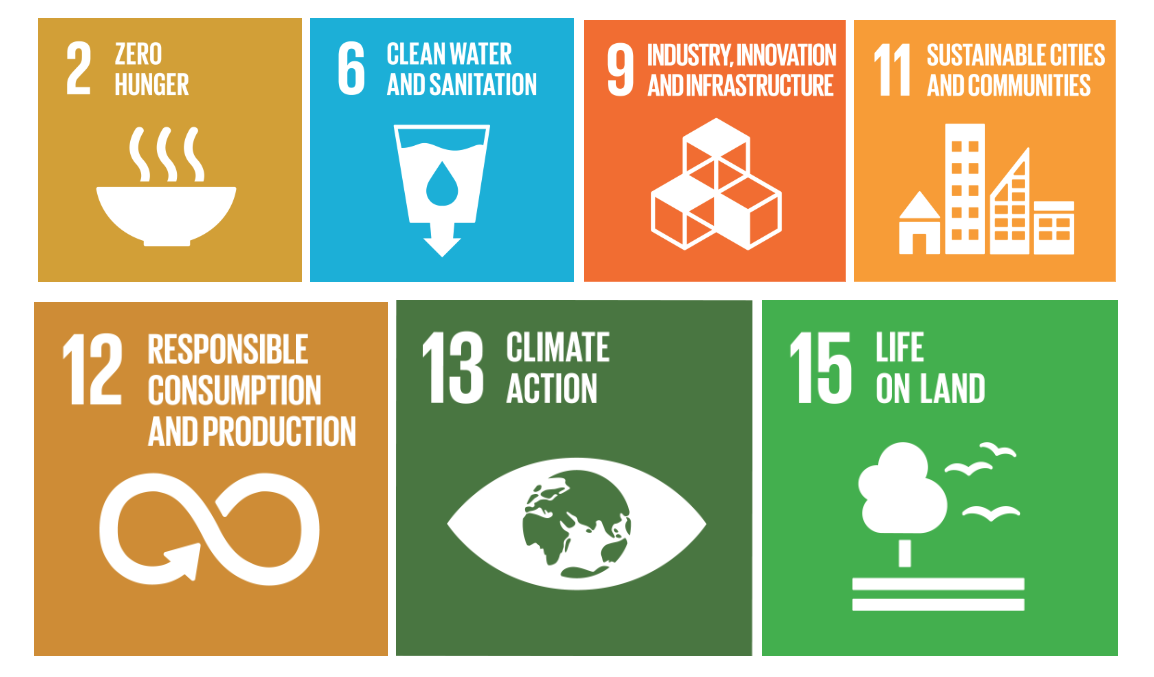 2 ZERO
HUNGER
6 CLEAN WATER
AND SANITATION
9 INDUSTRY, INNOVATION
AND INFRASTRUCTURE
11 SUSTAINABLE CITIES
AND COMMUNITIES
12 RESPONSIBLE
CONSUMPTION
AND PRODUCTION
13 CLIMATE
ACTION
15 LIFE
ON LAND